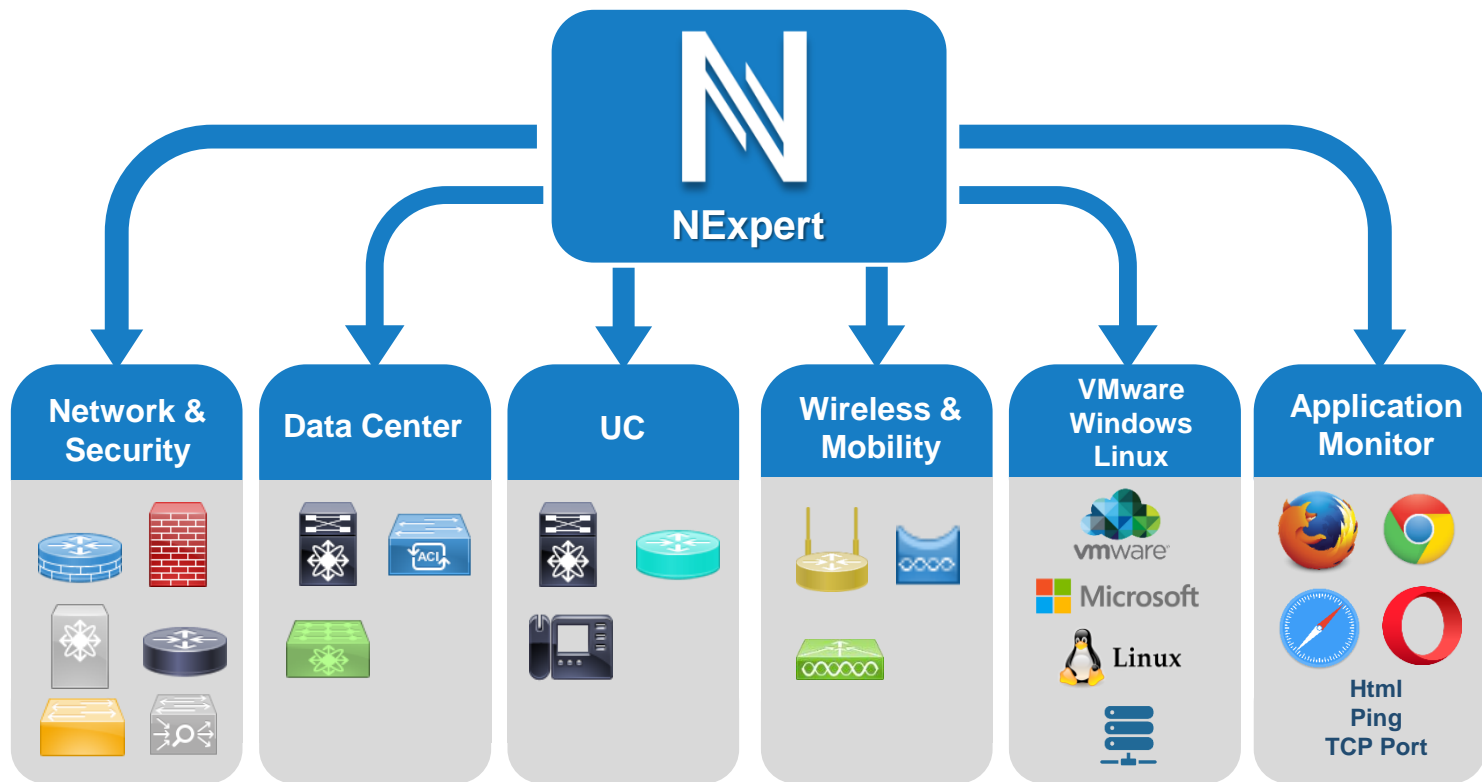 NExpert
Network &
Security
Data Center
UC
Wireless &
Mobility
VMware
Windows
Linux
Application
Monitor
ACI
vmware
Microsoft
Linux
Html
Ping
TCP Port